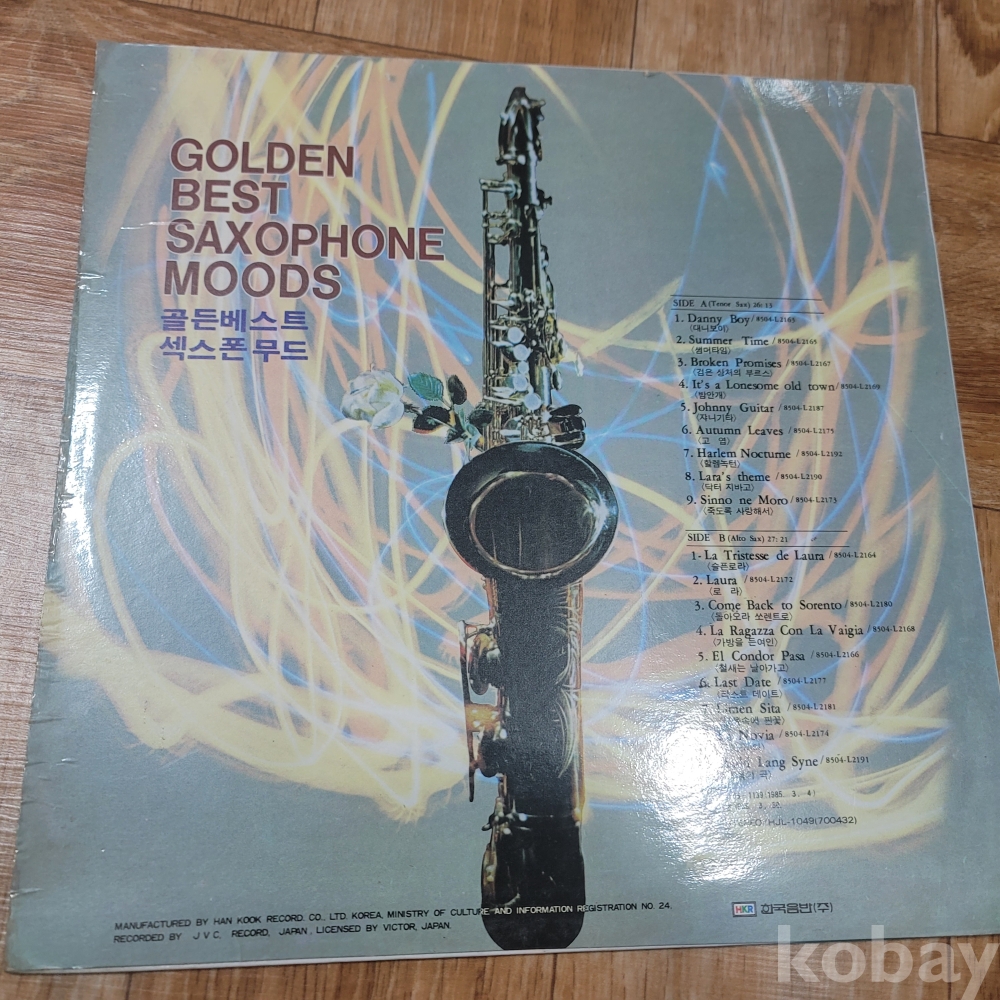 GOLDEN
BEST
SAXOPHONE
MOODS
골든베스트
섹스폰무드
SIDE A (Tenor Sax) 26:15
1. Danny Boy/8504-L2165
(대니보이)
2. Summer Time/8504-L2165
(썸머타임)
3. Broken Promises/8504-L2167
(검은 상처의 부르스)
4. It's a Lonesome old town/8504-L2169
(밤안개)
5. Johnny Guitar/8504-L2187
(쟈니기타)
6. Autumn Leaves/8504-L2175
(고 엽)
7. Harlem Nocturne/8504-L2192
(할렘녹턴)
8. Lara's theme/8504-L2190
(닥터 지바고)
9. Sinno ne Moro/8504-L2173
(죽도록 사랑해서)
SIDE B (Alto Sax) 27:21
1- La Tristesse de Laura/8504-L2164
(슬픈로라)
2. Laura/8504-L2172
(로 라)
3. Come Back to Sorento/8504-L2180
(돌아오라 쏘렌트로)
4. La Ragazza Con La Vaigia/8504-L2168
(가방을 든여인)
5. El Condor Pasa/8504-L2166
(철새는 날아가고)
6. Last Date/8504-L2177
(라스트 데이트)
Sita/8504-L2181
Novia/8504-L2174
Lang Syne/8504-L2191
1985. 3. 4)
HJL-1049(700432)
MANUFACTURED BY HAN KOOK RECORD. CO., LTD. KOREA, MINISTRY OF CULTURE AND INFORMATION REGISTRATION NO. 24.
RECORDED BY J V C. RECORD, JAPAN, LICENSED BY VICTOR, JAPAN.
HKR 한국음반(주)
kobay